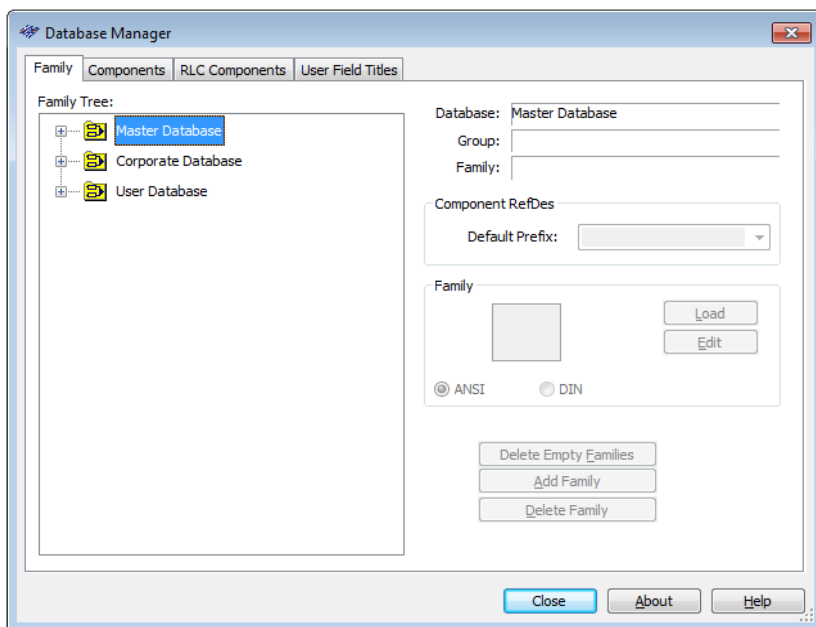 Database Manager
Family
Components
RLC Components
User Field Titles
Family Tree:
Master Database
Corporate Database
User Database
Database: Master Database
Group:
Family:
Component RefDes
Default Prefix:
Family
Load
Edit
ANSI
DIN
Delete Empty Families
Add Family
Delete Family
Close
About
Help